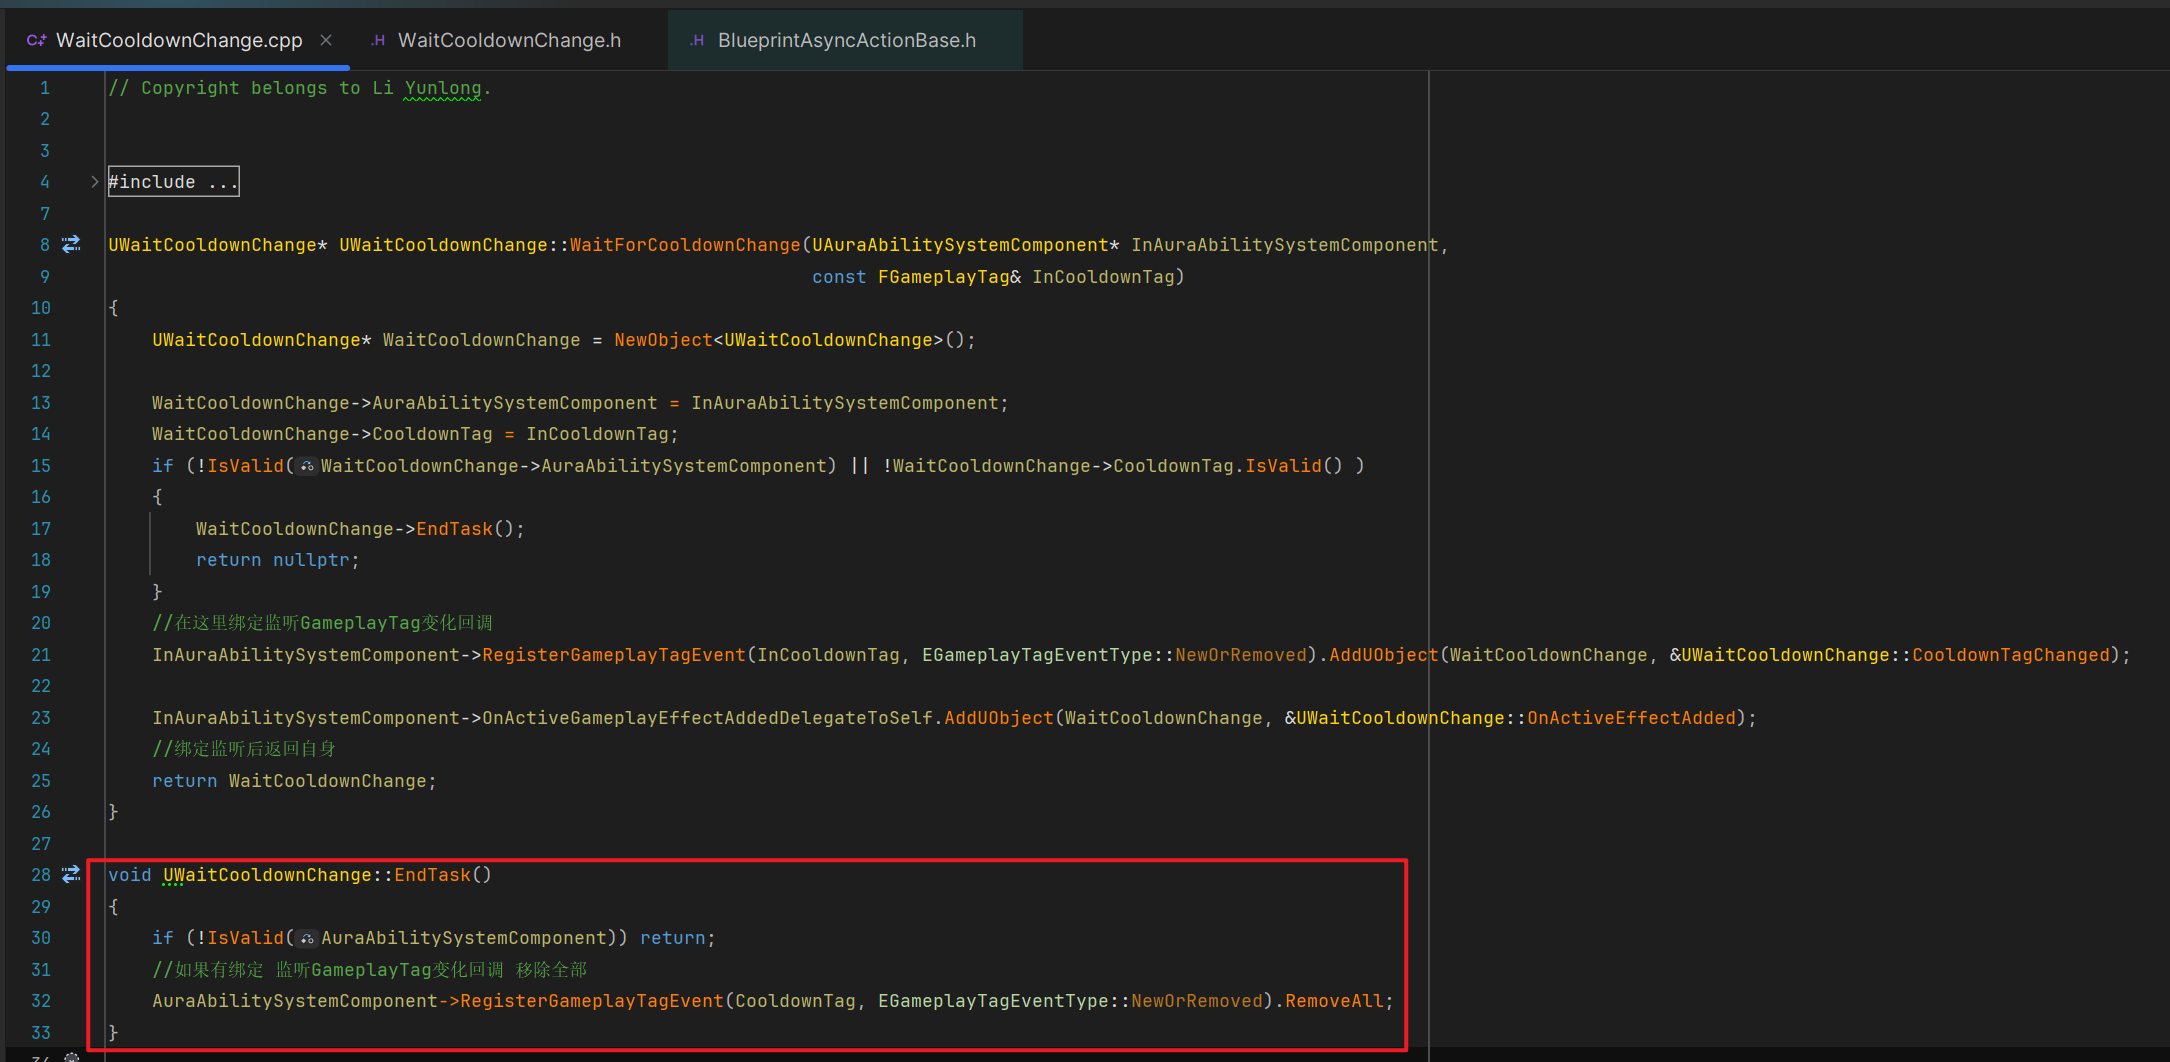 WaitCooldownChange.cpp
WaitCooldownChange.h
BlueprintAsyncActionBase.h
1 // Copyright belongs to Li Yunlong.
2
3
4 #include ...
7
8 UWaitCooldownChange* UWaitCooldownChange::WaitForCooldownChange(UAuraAbilitySystemComponent* InAuraAbilitySystemComponent,
9 const FGameplayTag& InCooldownTag)
10 {
11 UWaitCooldownChange* WaitCooldownChange = NewObject<UWaitCooldownChange>();
12
13 WaitCooldownChange->AuraAbilitySystemComponent = InAuraAbilitySystemComponent;
14 WaitCooldownChange->CooldownTag = InCooldownTag;
15 if (!IsValid(WaitCooldownChange->AuraAbilitySystemComponent) || !WaitCooldownChange->CooldownTag.IsValid() )
16 {
17 WaitCooldownChange->EndTask();
18 return nullptr;
19 }
20 //在这里绑定监听GameplayTag变化回调
21 InAuraAbilitySystemComponent->RegisterGameplayTagEvent(InCooldownTag, EGameplayTagEventType::NewOrRemoved).AddUObject(WaitCooldownChange, &UWaitCooldownChange::CooldownTagChanged);
22
23 InAuraAbilitySystemComponent->OnActiveGameplayEffectAddedDelegateToSelf.AddUObject(WaitCooldownChange, &UWaitCooldownChange::OnActiveEffectAdded);
24 //绑定监听后返回自身
25 return WaitCooldownChange;
26 }
27
28 void UWaitCooldownChange::EndTask()
29 {
30 if (!IsValid(AuraAbilitySystemComponent)) return;
31 //如果有绑定 监听GameplayTag变化回调 移除全部
32 AuraAbilitySystemComponent->RegisterGameplayTagEvent(CooldownTag, EGameplayTagEventType::NewOrRemoved).RemoveAll;
33 }